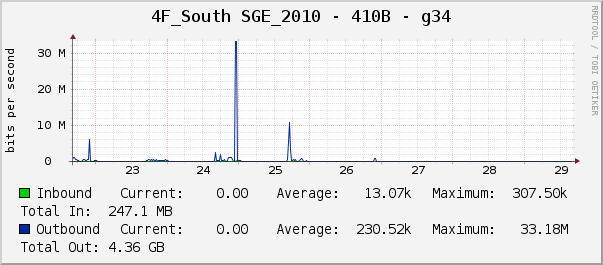 4F_South SGE_2010 - 410B - g34
RRDTOOL / TOBI OETIKER
bits per second
30 M
20 M
10 M
0
23 24 25 26 27 28 29
Inbound Current: 0.00 Average: 13.07k Maximum: 307.50k
Total In: 247.1 MB
Outbound Current: 0.00 Average: 230.52k Maximum: 33.18M
Total Out: 4.36 GB